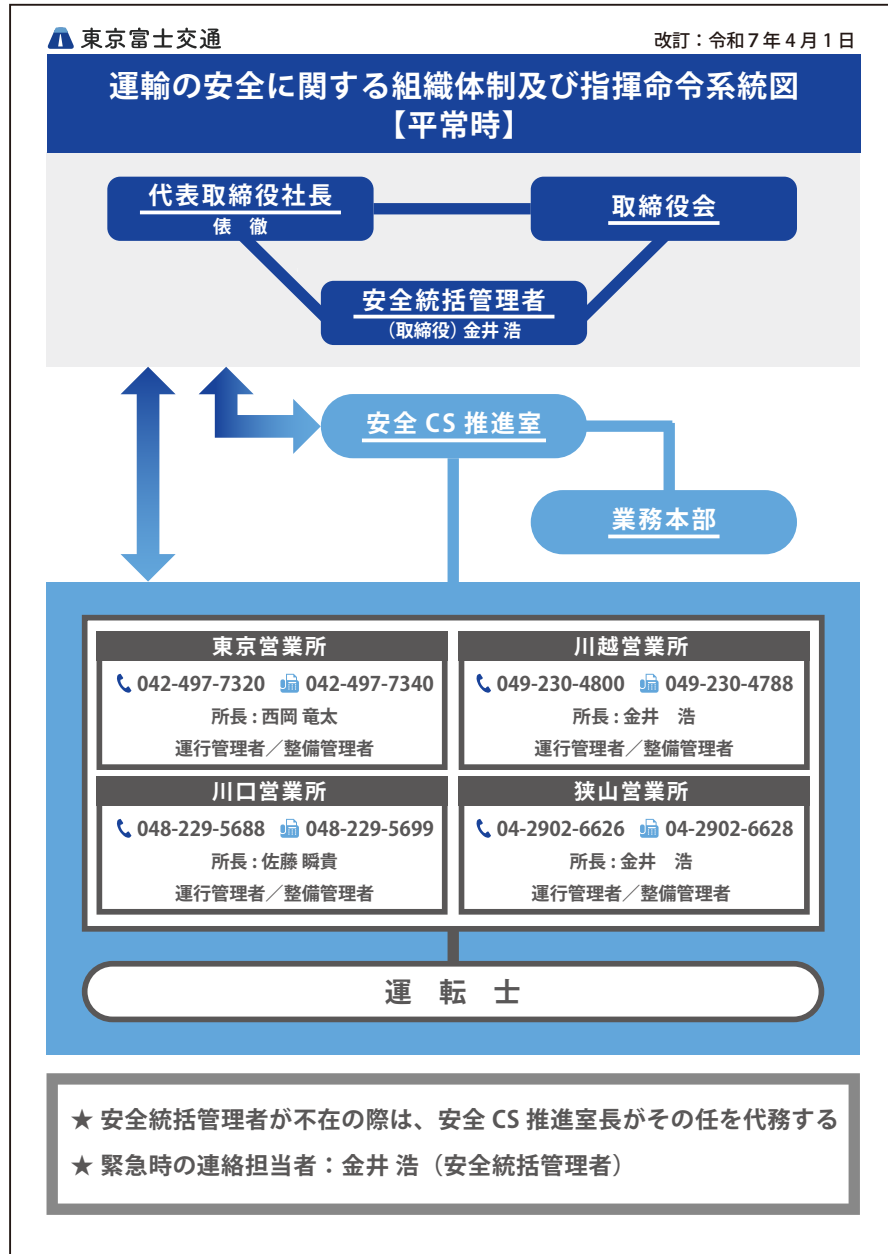 東京富士交通
改訂：令和7年4月1日
運輸の安全に関する組織体制及び指揮命令系統図
【平常時】
代表取締役社長
俵 徹
取締役会
安全統括管理者
（取締役）金井 浩
安全 CS 推進室
業務本部
東京営業所
042-497-7320 042-497-7340
所長 : 西岡 竜太
運行管理者／整備管理者
川越営業所
049-230-4800 049-230-4788
所長 : 金井　浩
運行管理者／整備管理者
川口営業所
048-229-5688 048-229-5699
所長 : 佐藤 瞬貴
運行管理者／整備管理者
狭山営業所
04-2902-6626 04-2902-6628
所長 : 金井　浩
運行管理者／整備管理者
運　転　士
★ 安全統括管理者が不在の際は、安全 CS 推進室長がその任を代務する
★ 緊急時の連絡担当者：金井 浩（安全統括管理者）